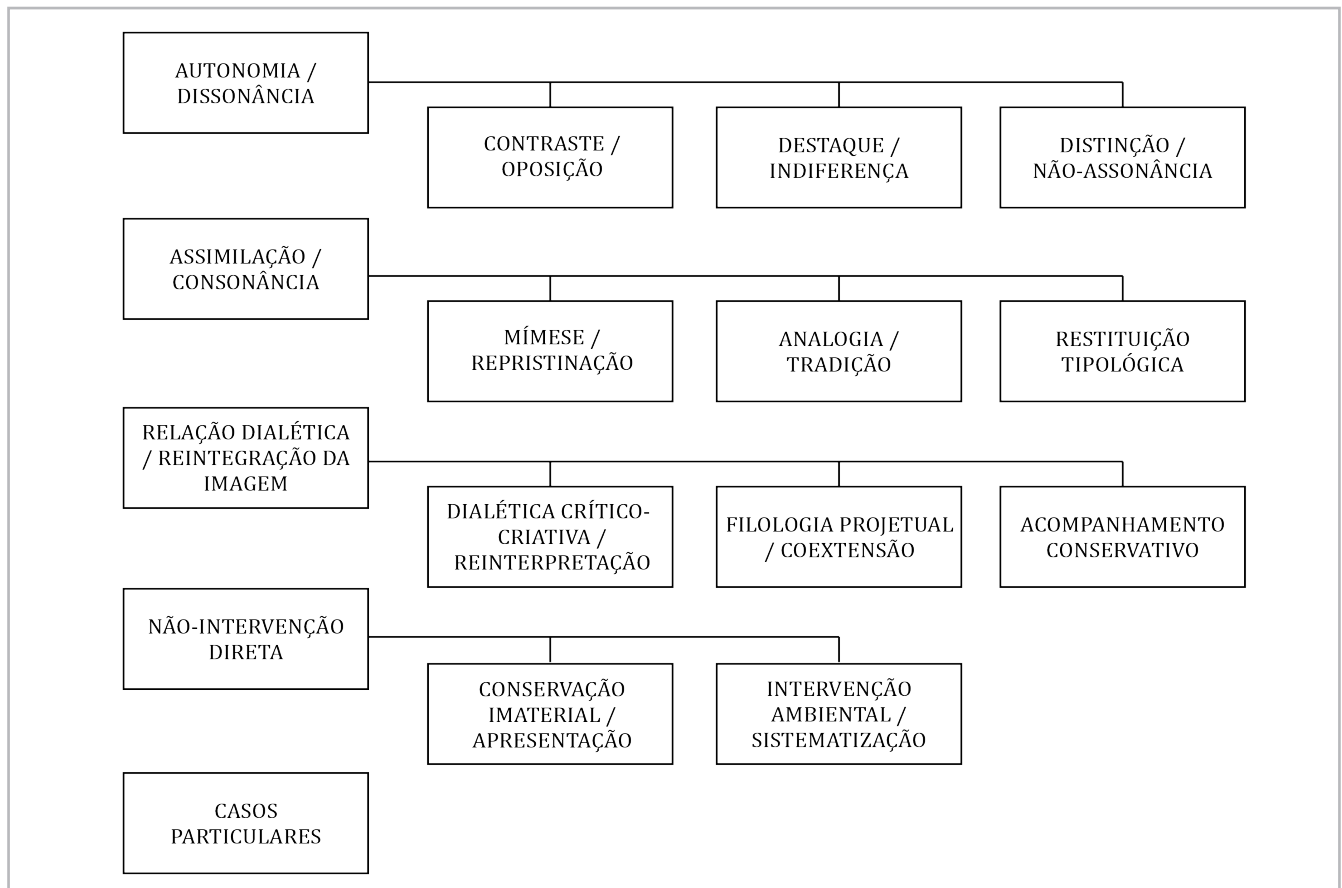 AUTONOMIA /
DISSONÂNCIA
CONTRASTE /
OPOSIÇÃO
DESTAQUE /
INDIFERENÇA
DISTINÇÃO /
NÃO-ASSONÂNCIA
ASSIMILAÇÃO /
CONSONÂNCIA
MÍMESE /
REPRISTINAÇÃO
ANALOGIA /
TRADIÇÃO
RESTITUIÇÃO
TIPOLÓGICA
RELAÇÃO DIALÉTICA
/ REINTEGRAÇÃO DA
IMAGEM
DIALÉTICA CRÍTICO-
CRIATIVA /
REINTERPRETAÇÃO
FILOLOGIA PROJETUAL
/ COEXTENSÃO
ACOMPANHAMENTO
CONSERVATIVO
NÃO-INTERVENÇÃO
DIRETA
CONSERVAÇÃO
IMATERIAL /
APRESENTAÇÃO
INTERVENÇÃO
AMBIENTAL /
SISTEMATIZAÇÃO
CASOS
PARTICULARES